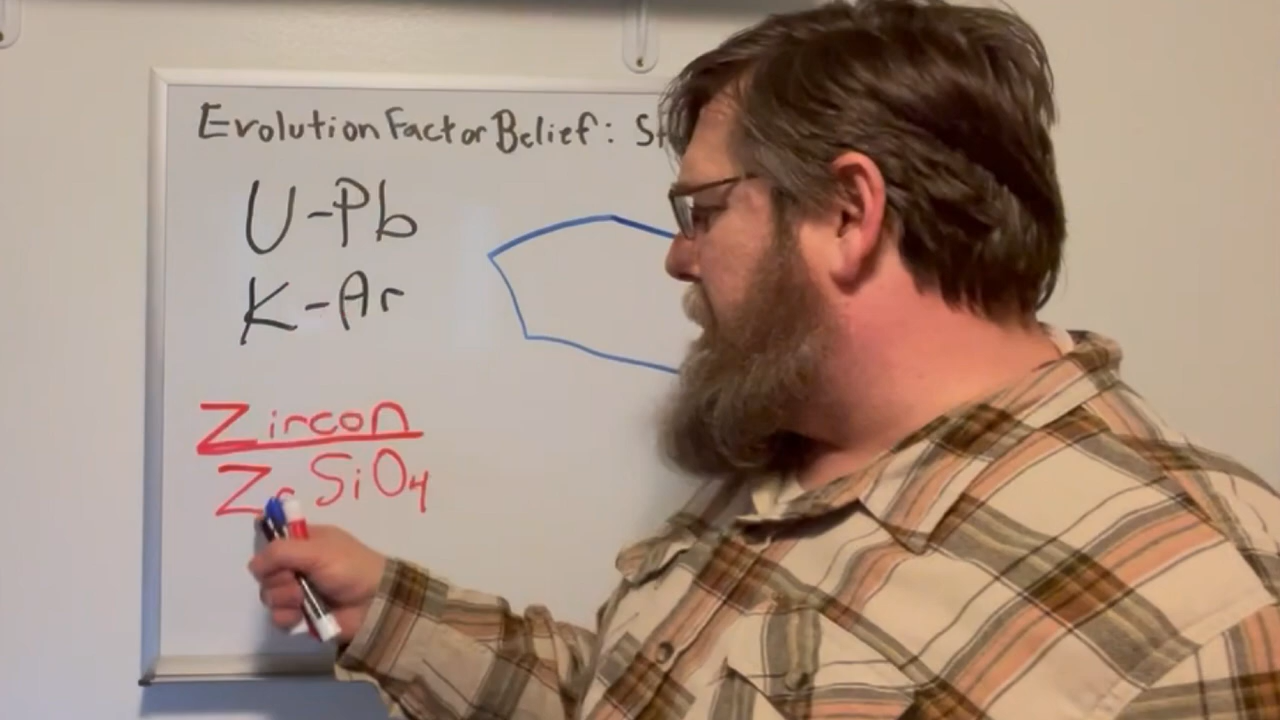 Evolution Fact or Belief: St
U-Pb
K-Ar
Zircon
ZrSiO4